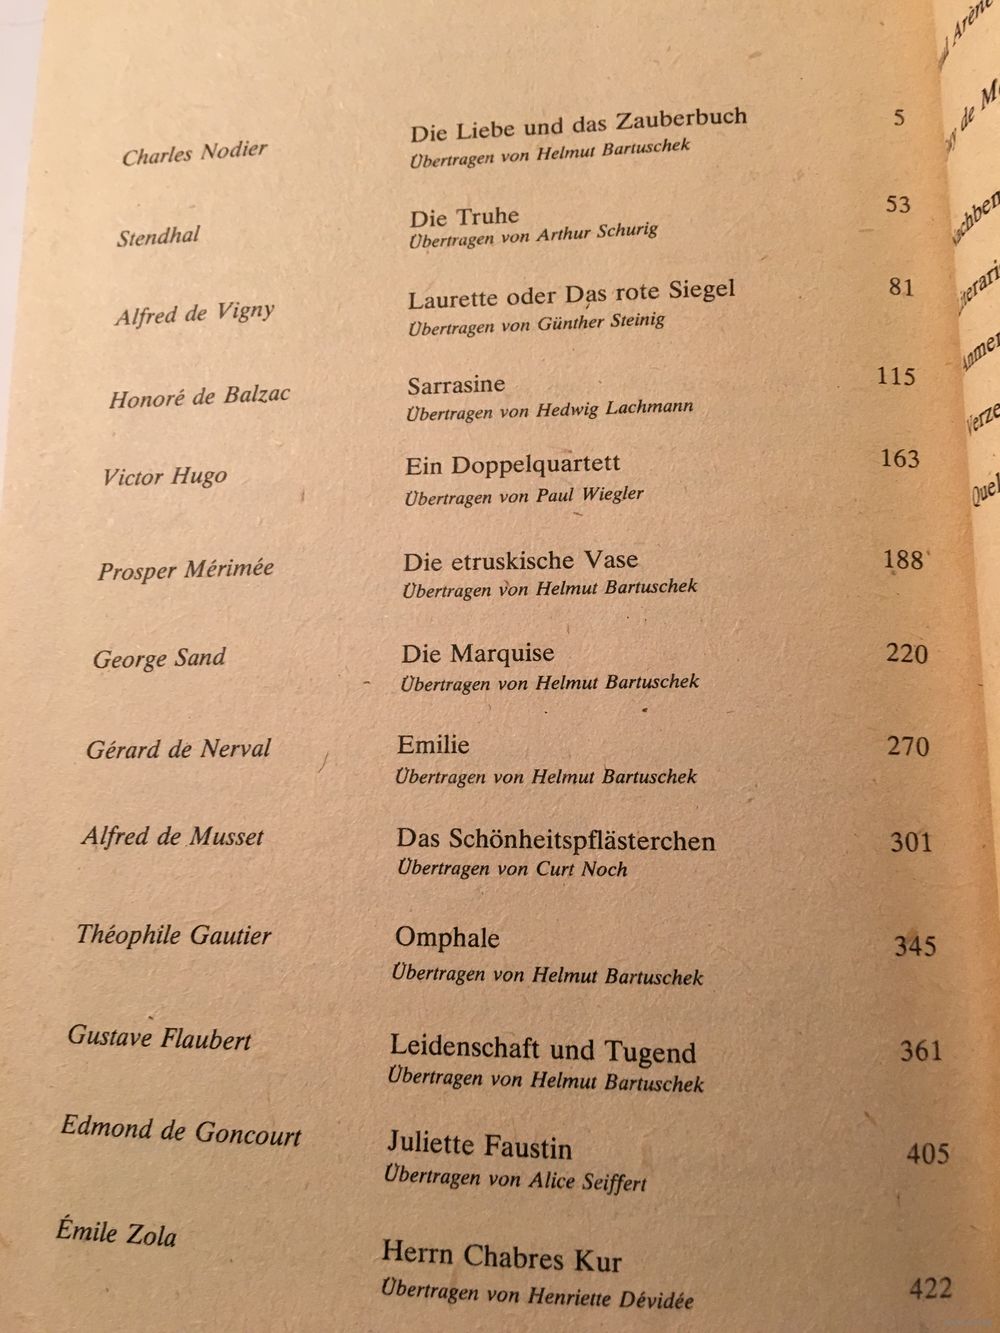 Charles Nodier Die Liebe und das Zauberbuch 5
Übertragen von Helmut Bartuschek
Stendhal Die Truhe 53
Übertragen von Arthur Schurig
Alfred de Vigny Laurette oder Das rote Siegel 81
Übertragen von Günther Steinig
Honoré de Balzac Sarrasine 115
Übertragen von Hedwig Lachmann
Victor Hugo Ein Doppelquartett 163
Übertragen von Paul Wiegler
Prosper Mérimée Die etruskische Vase 188
Übertragen von Helmut Bartuschek
George Sand Die Marquise 220
Übertragen von Helmut Bartuschek
Gérard de Nerval Emilie 270
Übertragen von Helmut Bartuschek
Alfred de Musset Das Schönheitspflästerchen 301
Übertragen von Curt Noch
Théophile Gautier Omphale 345
Übertragen von Helmut Bartuschek
Gustave Flaubert Leidenschaft und Tugend 361
Übertragen von Helmut Bartuschek
Edmond de Goncourt Juliette Faustin 405
Übertragen von Alice Seiffert
Émile Zola Herrn Chabres Kur 422
Übertragen von Henriette Dévidée